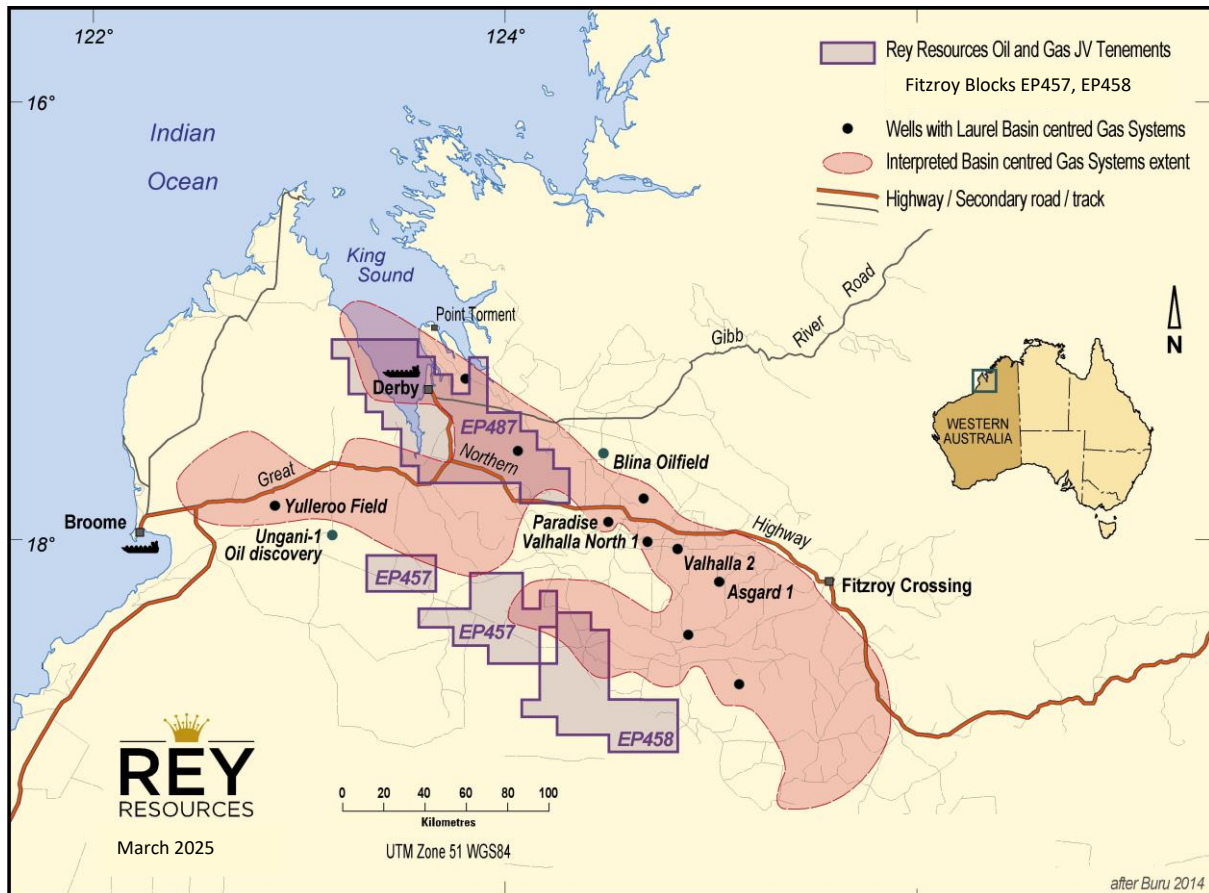 122°
124°
16°
Rey Resources Oil and Gas JV Tenements
Fitzroy Blocks EP457, EP458
Wells with Laurel Basin centred Gas Systems
Interpreted Basin centred Gas Systems extent
Highway / Secondary road / track
Indian
Ocean
King
Sound
Point Torment
Gibb River Road
N
Derby
WESTERN
AUSTRALIA
EP487
Blina Oilfield
Great Northern Highway
Yulleroo Field
Broome
Ungani-1
Oil discovery
Paradise
Valhalla North 1
18°
Valhalla 2
Asgard 1
Fitzroy Crossing
EP457
EP457
EP458
REY
RESOURCES
March 2025
0 20 40 60 80 100
Kilometres
UTM Zone 51 WGS84
after Buru 2014